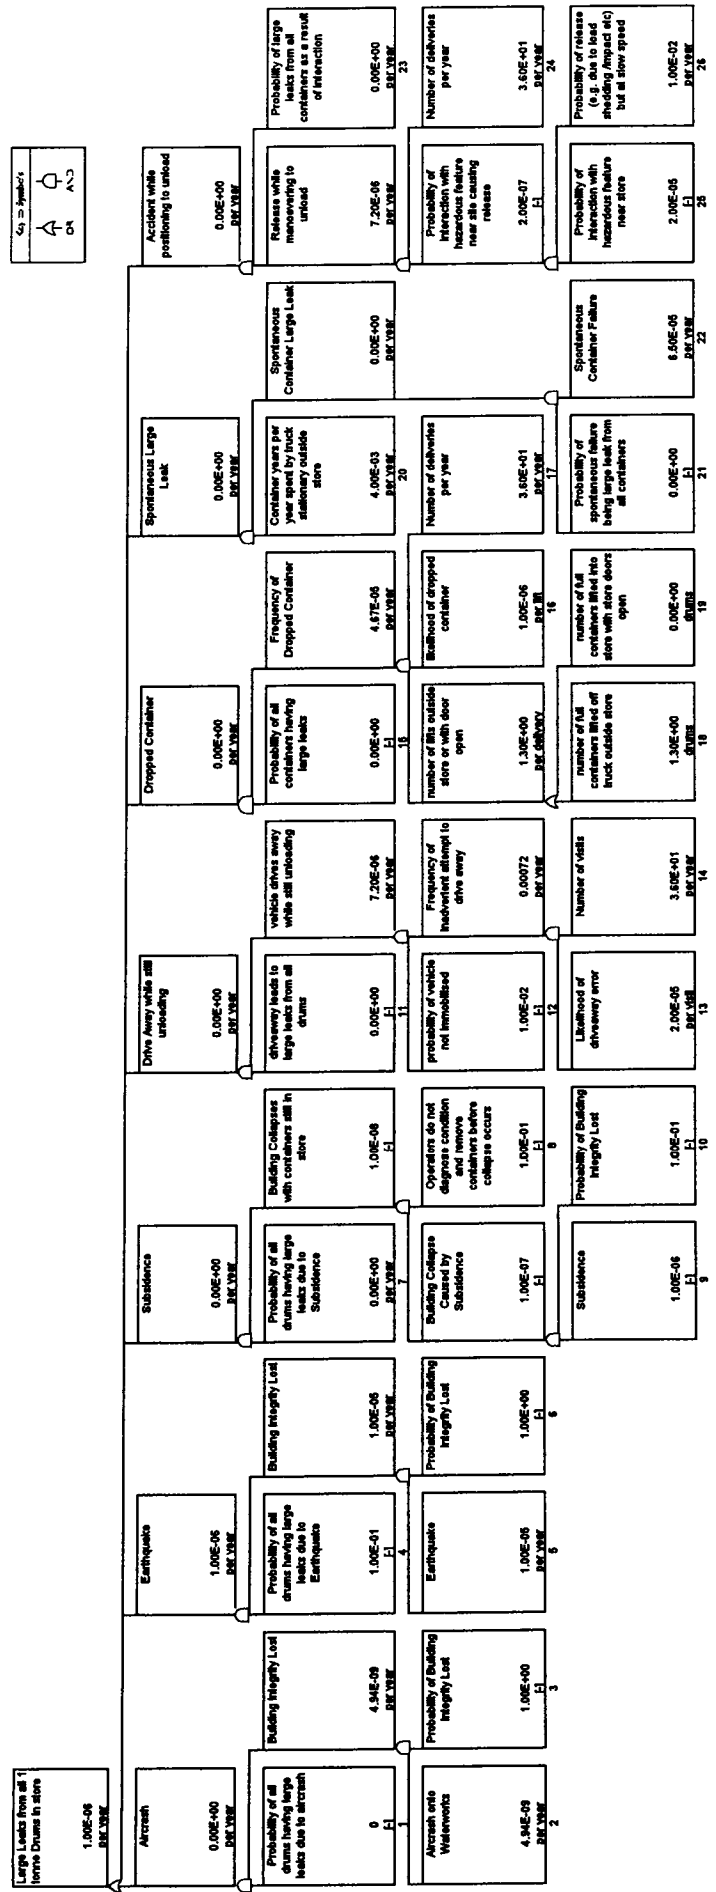 Large Leaks from all 1
tonne Drums in store
1.00E-06
per year
OR
AND
Aircrash
0.00E+00
per year
Earthquake
1.00E-06
per year
Subsidence
0.00E+00
per year
Drive Away while still
unloading
0.00E+00
per year
Dropped Container
0.00E+00
per year
Spontaneous Large
Leak
0.00E+00
per year
Accident while
positioning to unload
0.00E+00
per year
Probability of all
drums having large
leaks due to aircrash
0
[-]
1
Building Integrity Lost
4.94E-09
per year
Probability of all
drums having large
leaks due to
Earthquake
1.00E-01
[-]
4
Building Integrity Lost
1.00E-05
per year
Probability of all
drums having large
leaks due to
Subsidence
0.00E+00
per year
7
Building Collapses
with containers still in
store
1.00E-08
[-]
driveaway leads to
large leaks from all
drums
0.00E+00
[-]
11
vehicle drives away
while still unloading
7.20E-06
per year
Probability of all
containers having
large leaks
0.00E+00
[-]
15
Frequency of
Dropped Container
4.67E-05
per year
Container years per
year spent by truck
stationary outside
store
4.00E-03
per year
20
Spontaneous
Container Large Leak
0.00E+00
per year
Release while
manoevering to
unload
7.20E-06
per year
Probability of large
leaks from all
containers as a result
of interaction
0.00E+00
per year
23
Aircrash onto
Waterworks
4.94E-09
per year
2
Probability of Building
Integrity Lost
1.00E+00
[-]
3
Earthquake
1.00E-05
per year
5
Probability of Building
Integrity Lost
1.00E+00
[-]
6
Building Collapse
Caused by
Subsidence
1.00E-07
[-]
Operators do not
diagnose condition
and remove
containers before
collapse occurs
1.00E-01
[-]
8
probability of vehicle
not immobilised
1.00E-02
[-]
12
Frequency of
inadvertent attempt to
drive away
0.00072
per year
number of lifts outside
store or with door
open
1.30E+00
per delivery
likelihood of dropped
container
1.00E-06
per lift
16
Number of deliveries
per year
3.60E+01
per year
17
Probability of
interaction with
hazardous feature
near site causing
release
2.00E-07
[-]
Number of deliveries
per year
3.60E+01
per year
24
Subsidence
1.00E-06
[-]
9
Probability of Building
Integrity Lost
1.00E-01
[-]
10
Likelihood of
driveaway error
2.00E-05
per visit
13
Number of visits
3.60E+01
per year
14
number of full
containers lifted off
truck outside store
1.30E+00
drums
18
number of full
containers lifted into
store with store doors
open
0.00E+00
drums
19
Probability of
spontaneous failure
being large leak from
all containers
0.00E+00
[-]
21
Spontaneous
Container Failure
6.50E-05
per year
22
Probability of
interaction with
hazardous feature
near store
2.00E-05
[-]
25
Probability of release
(e.g. due to load
shedding /impact etc)
but at slow speed
1.00E-02
per year
26